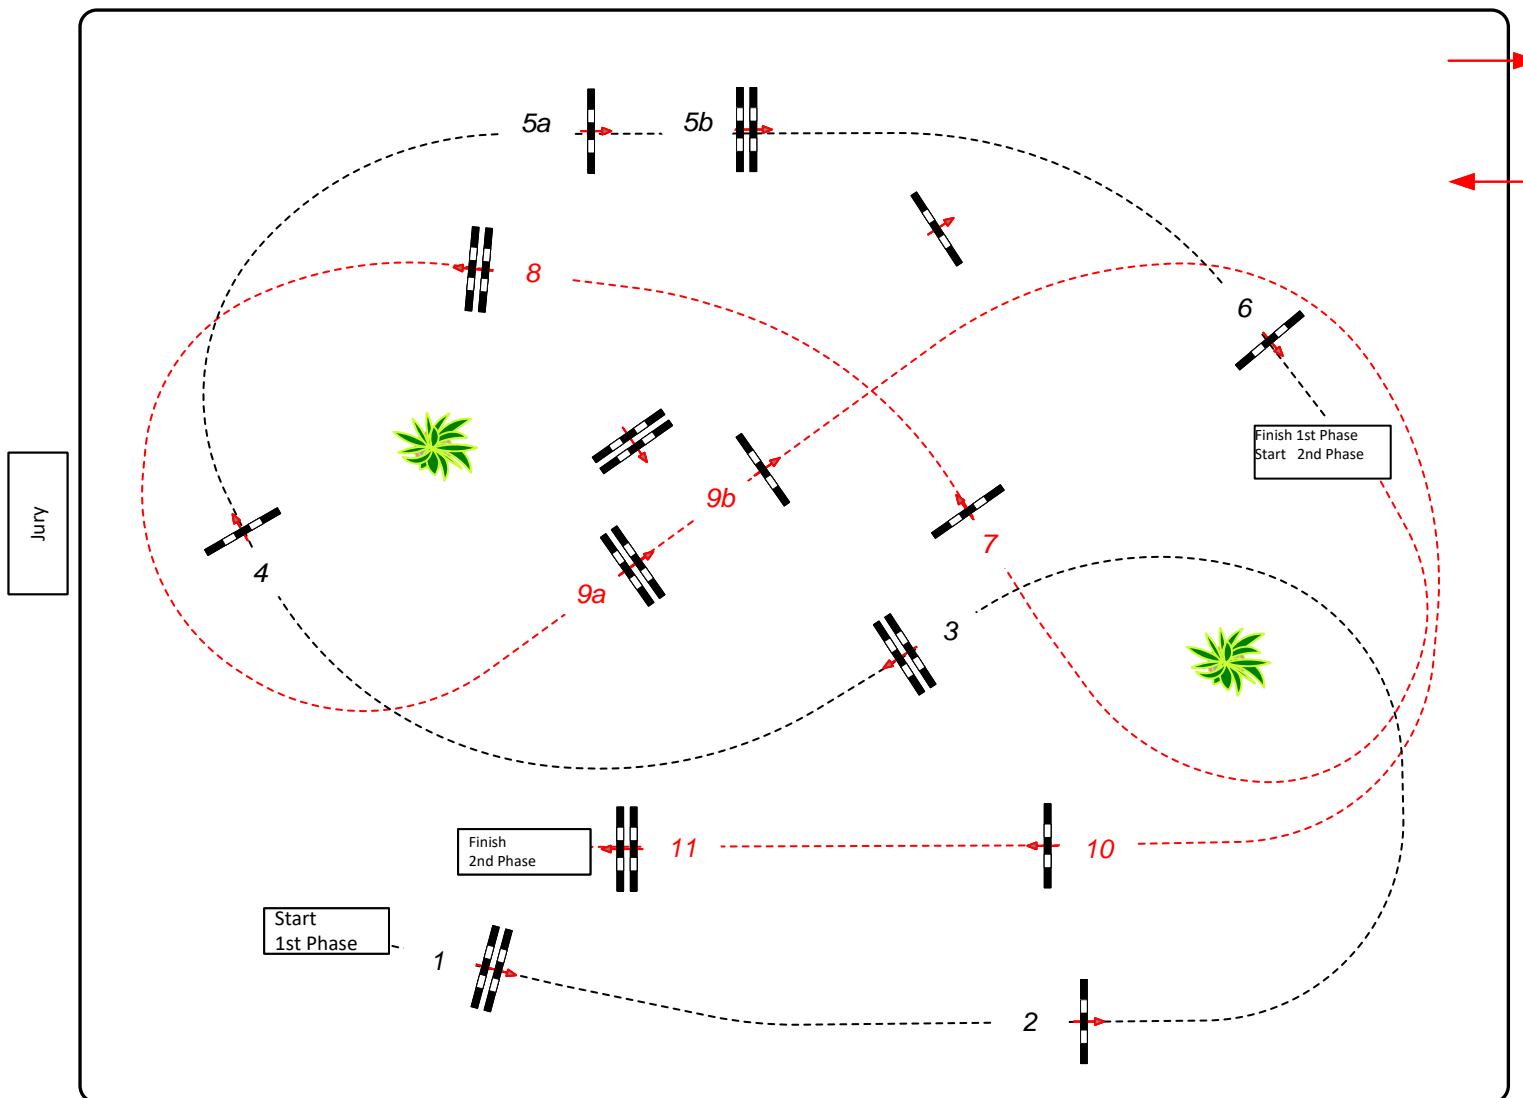 5a
5b
8
6
Finish 1st Phase
Start 2nd Phase
9b
Jury
7
4
9a
3
Finish
2nd Phase
11
10
Start
1st Phase
1
2